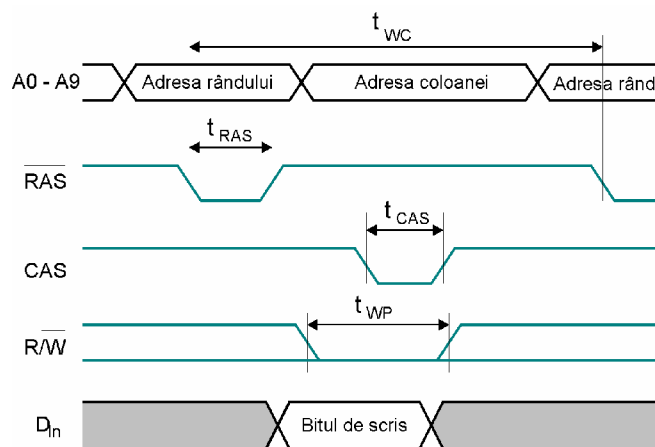 t WC
A0 - A9
Adresa rândului
Adresa coloanei
Adresa rând
t RAS
RAS
t CAS
CAS
t WP
R/W
D In
Bitul de scris